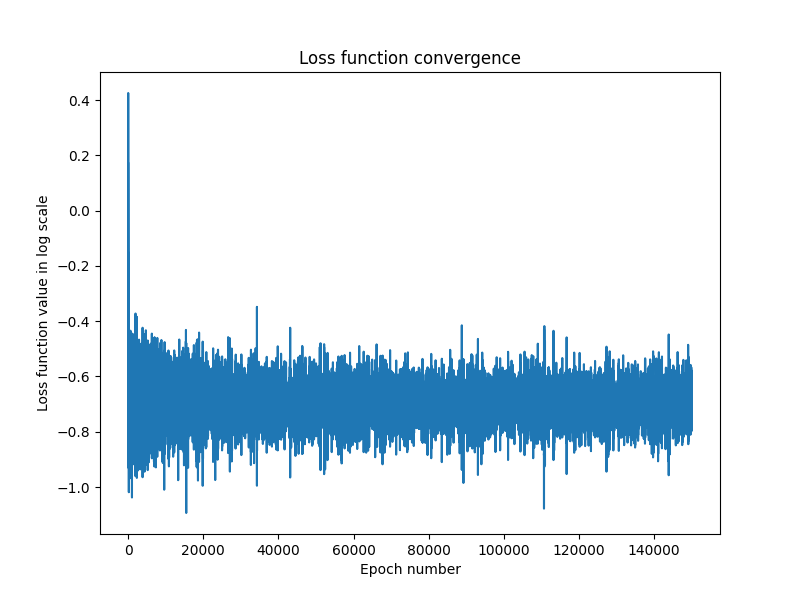 Loss function convergence
Loss function value in log scale
0.4
0.2
0.0
−0.2
−0.4
−0.6
−0.8
−1.0
0 20000 40000 60000 80000 100000 120000 140000
Epoch number